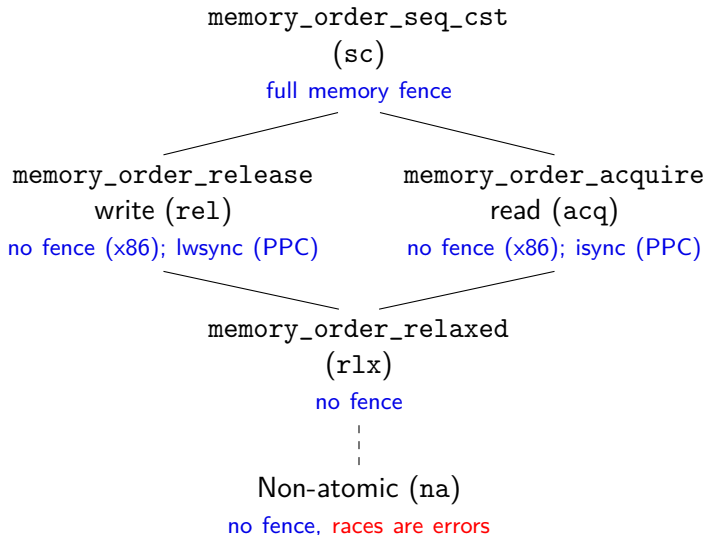 memory_order_seq_cst
(sc)
full memory fence
memory_order_release
write (rel)
no fence (x86); lwsync (PPC)
memory_order_acquire
read (acq)
no fence (x86); isync (PPC)
memory_order_relaxed
(rlx)
no fence
Non-atomic (na)
no fence, races are errors